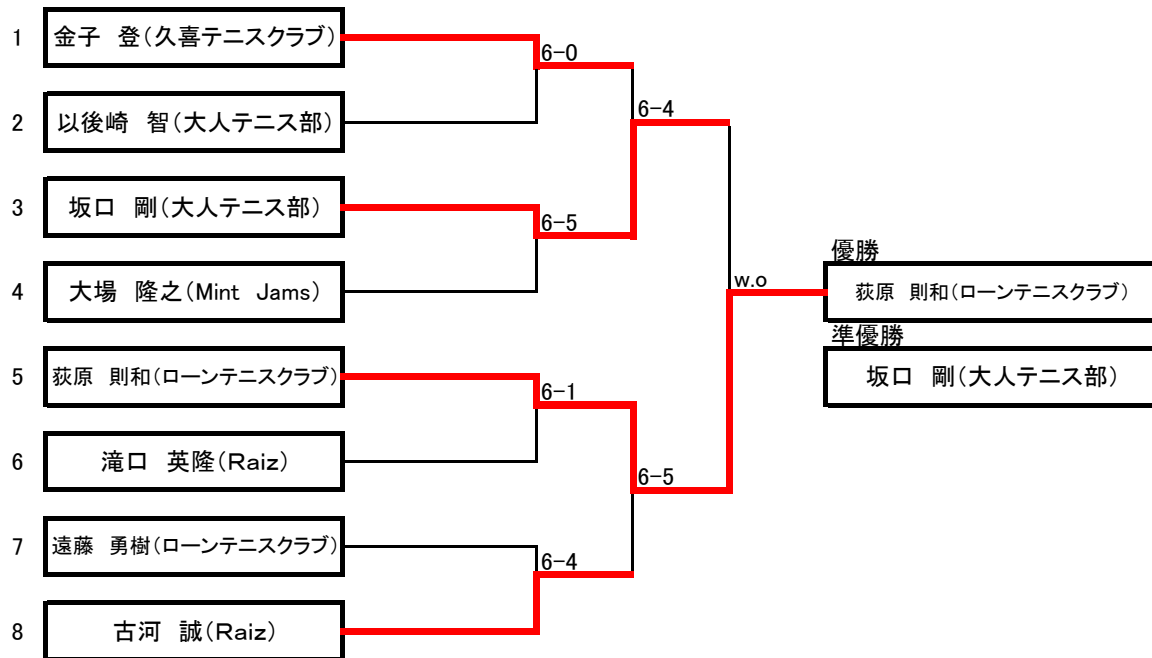 1 金子 登(久喜テニスクラブ)
6-0
2 以後崎 智(大人テニス部)
6-4
3 坂口 剛(大人テニス部)
6-5
4 大場 隆之(Mint Jams)
w.o
優勝
荻原 則和(ローンテニスクラブ)
準優勝
坂口 剛(大人テニス部)
5 荻原 則和(ローンテニスクラブ)
6-1
6 滝口 英隆(Raiz)
6-5
7 遠藤 勇樹(ローンテニスクラブ)
6-4
8 古河 誠(Raiz)